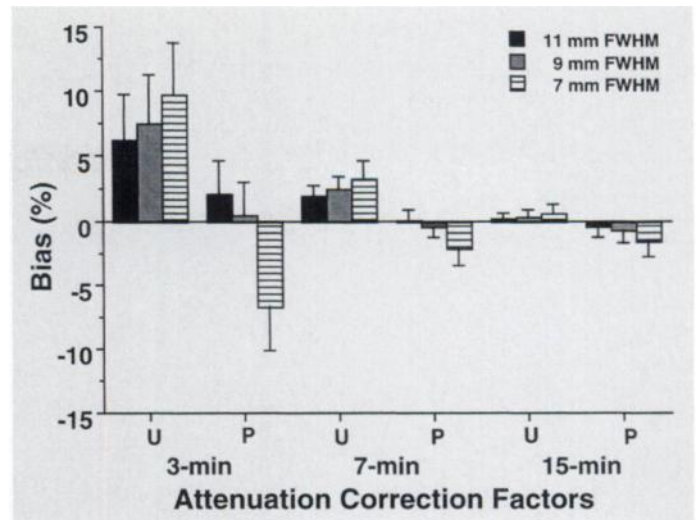 15
10
5
0
-5
-10
-15
Bias (%)
11 mm FWHM
9 mm FWHM
7 mm FWHM
U P U P U P
3-min 7-min 15-min
Attenuation Correction Factors